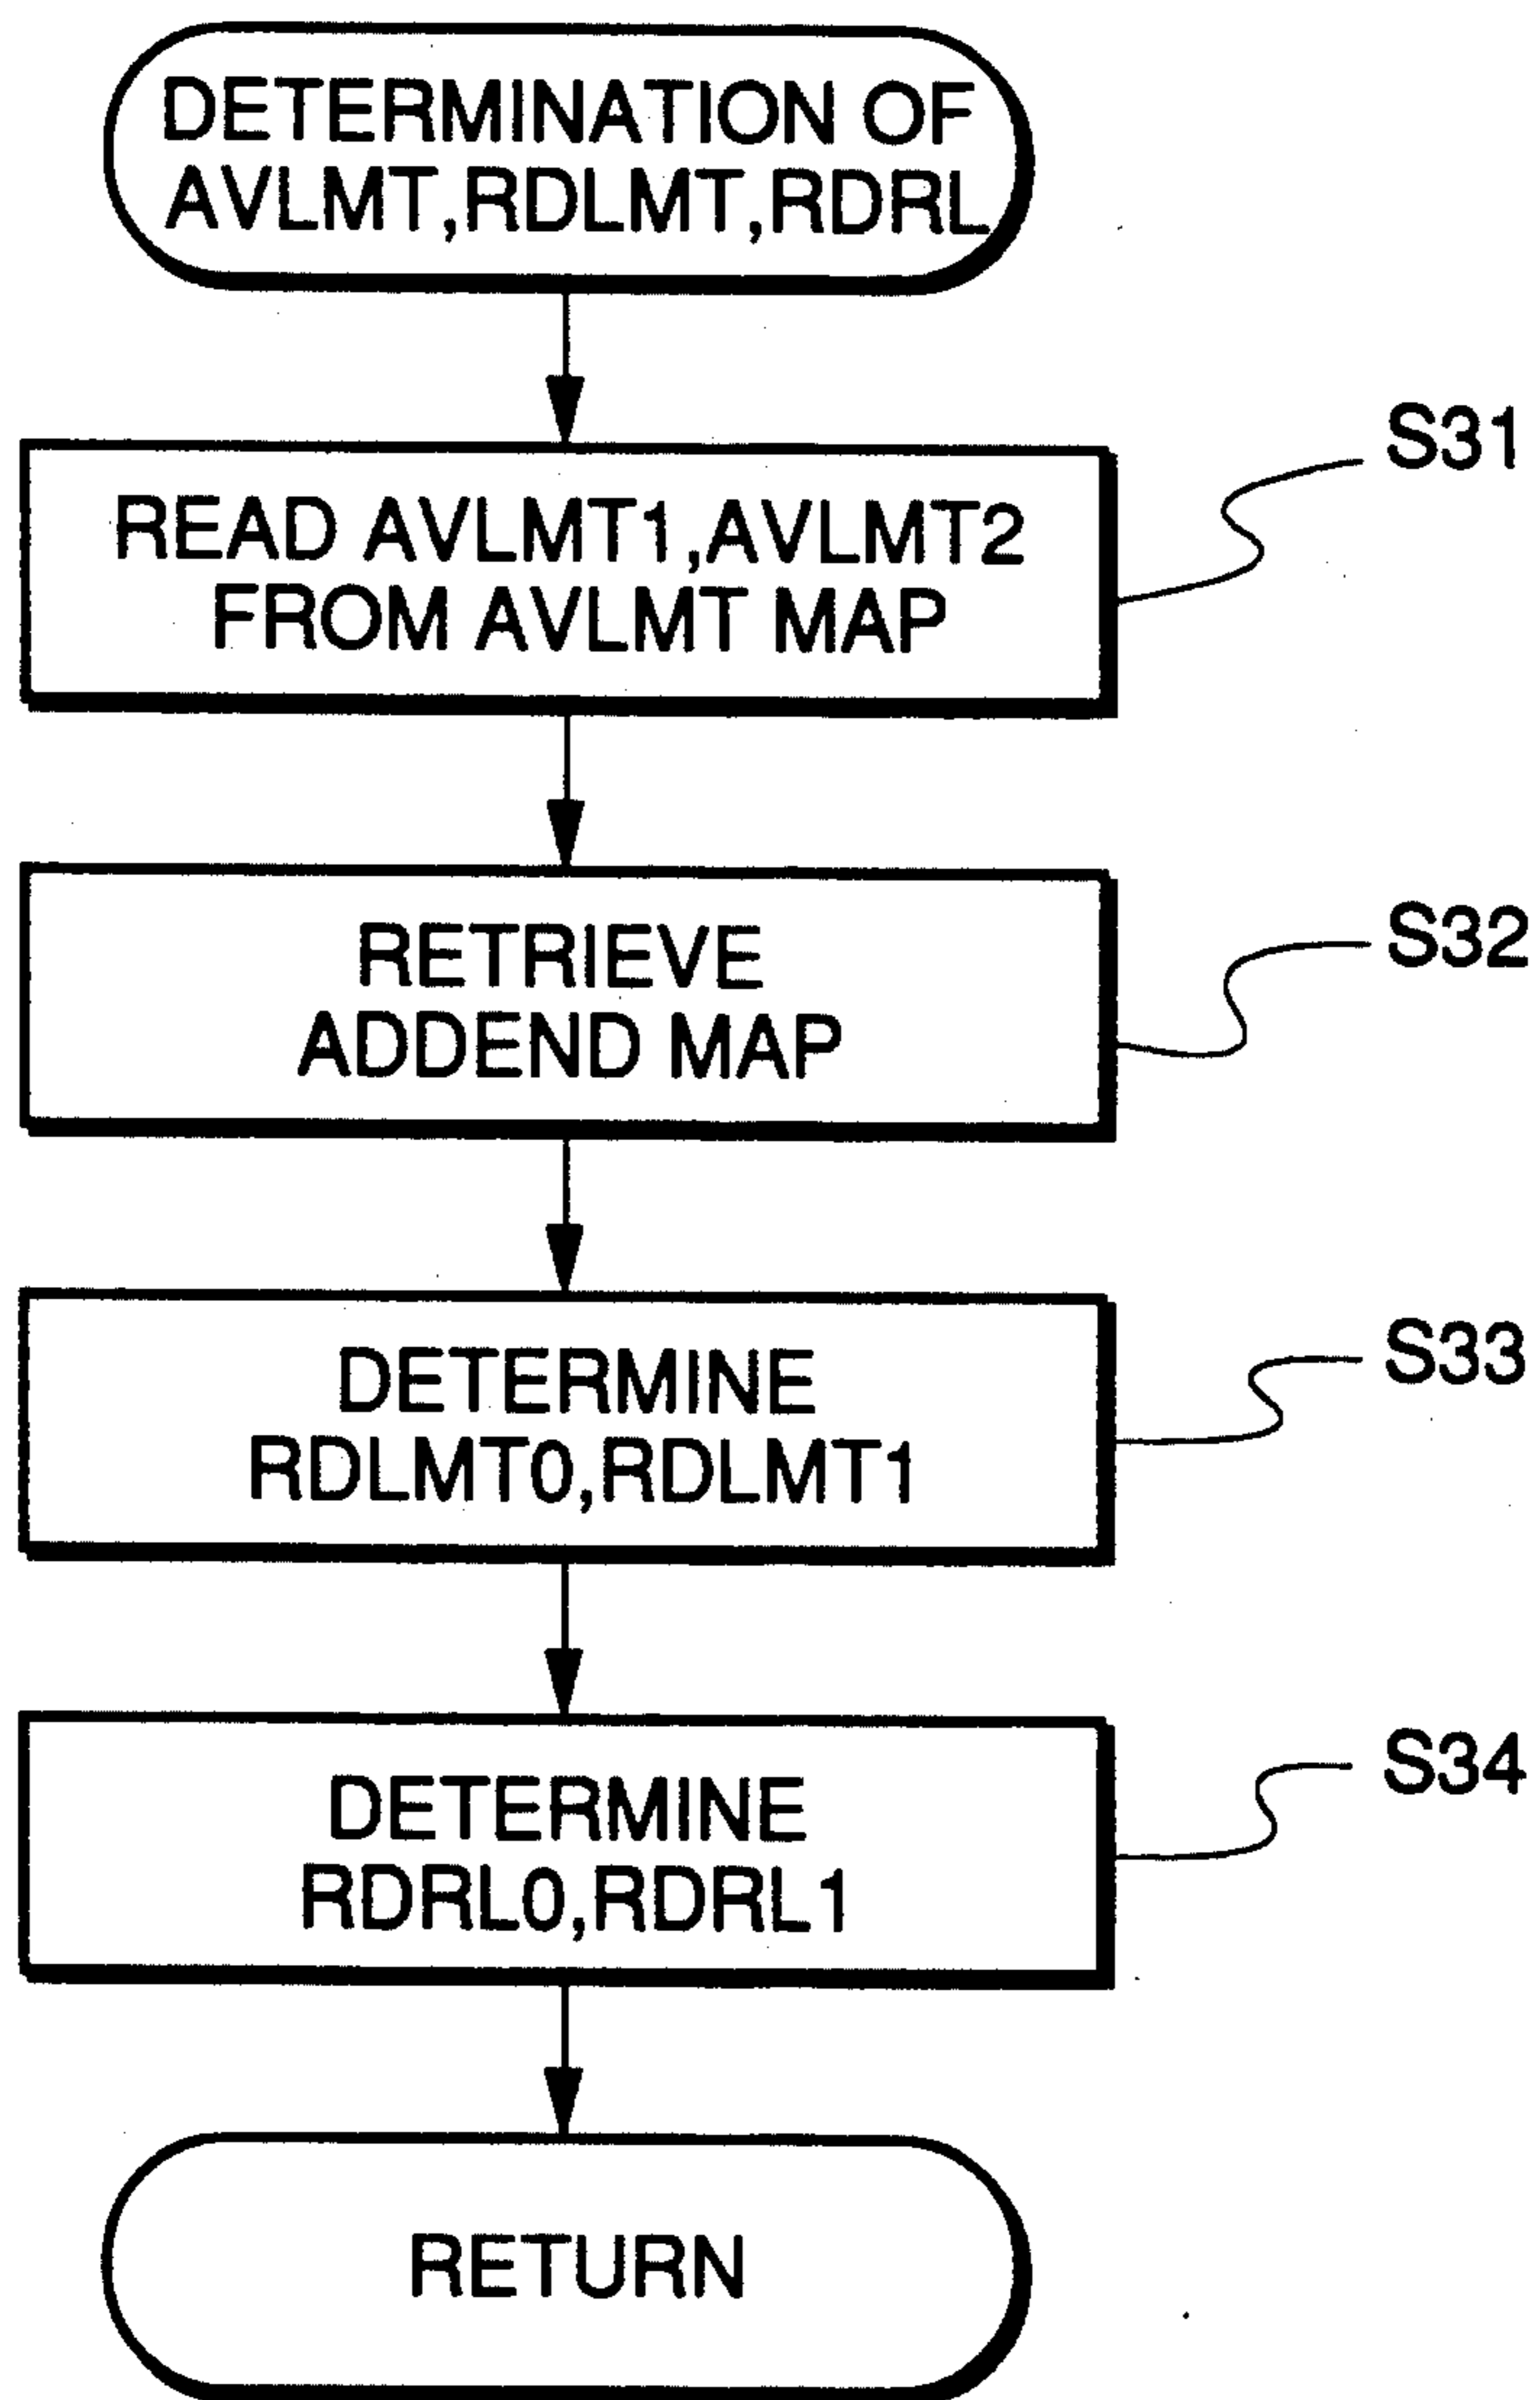 DETERMINATION OF
AVLMT,RDLMT,RDRL
S31
READ AVLMT1,AVLMT2
FROM AVLMT MAP
S32
RETRIEVE
ADDEND MAP
S33
DETERMINE
RDLMT0,RDLMT1
S34
DETERMINE
RDRL0,RDRL1
RETURN